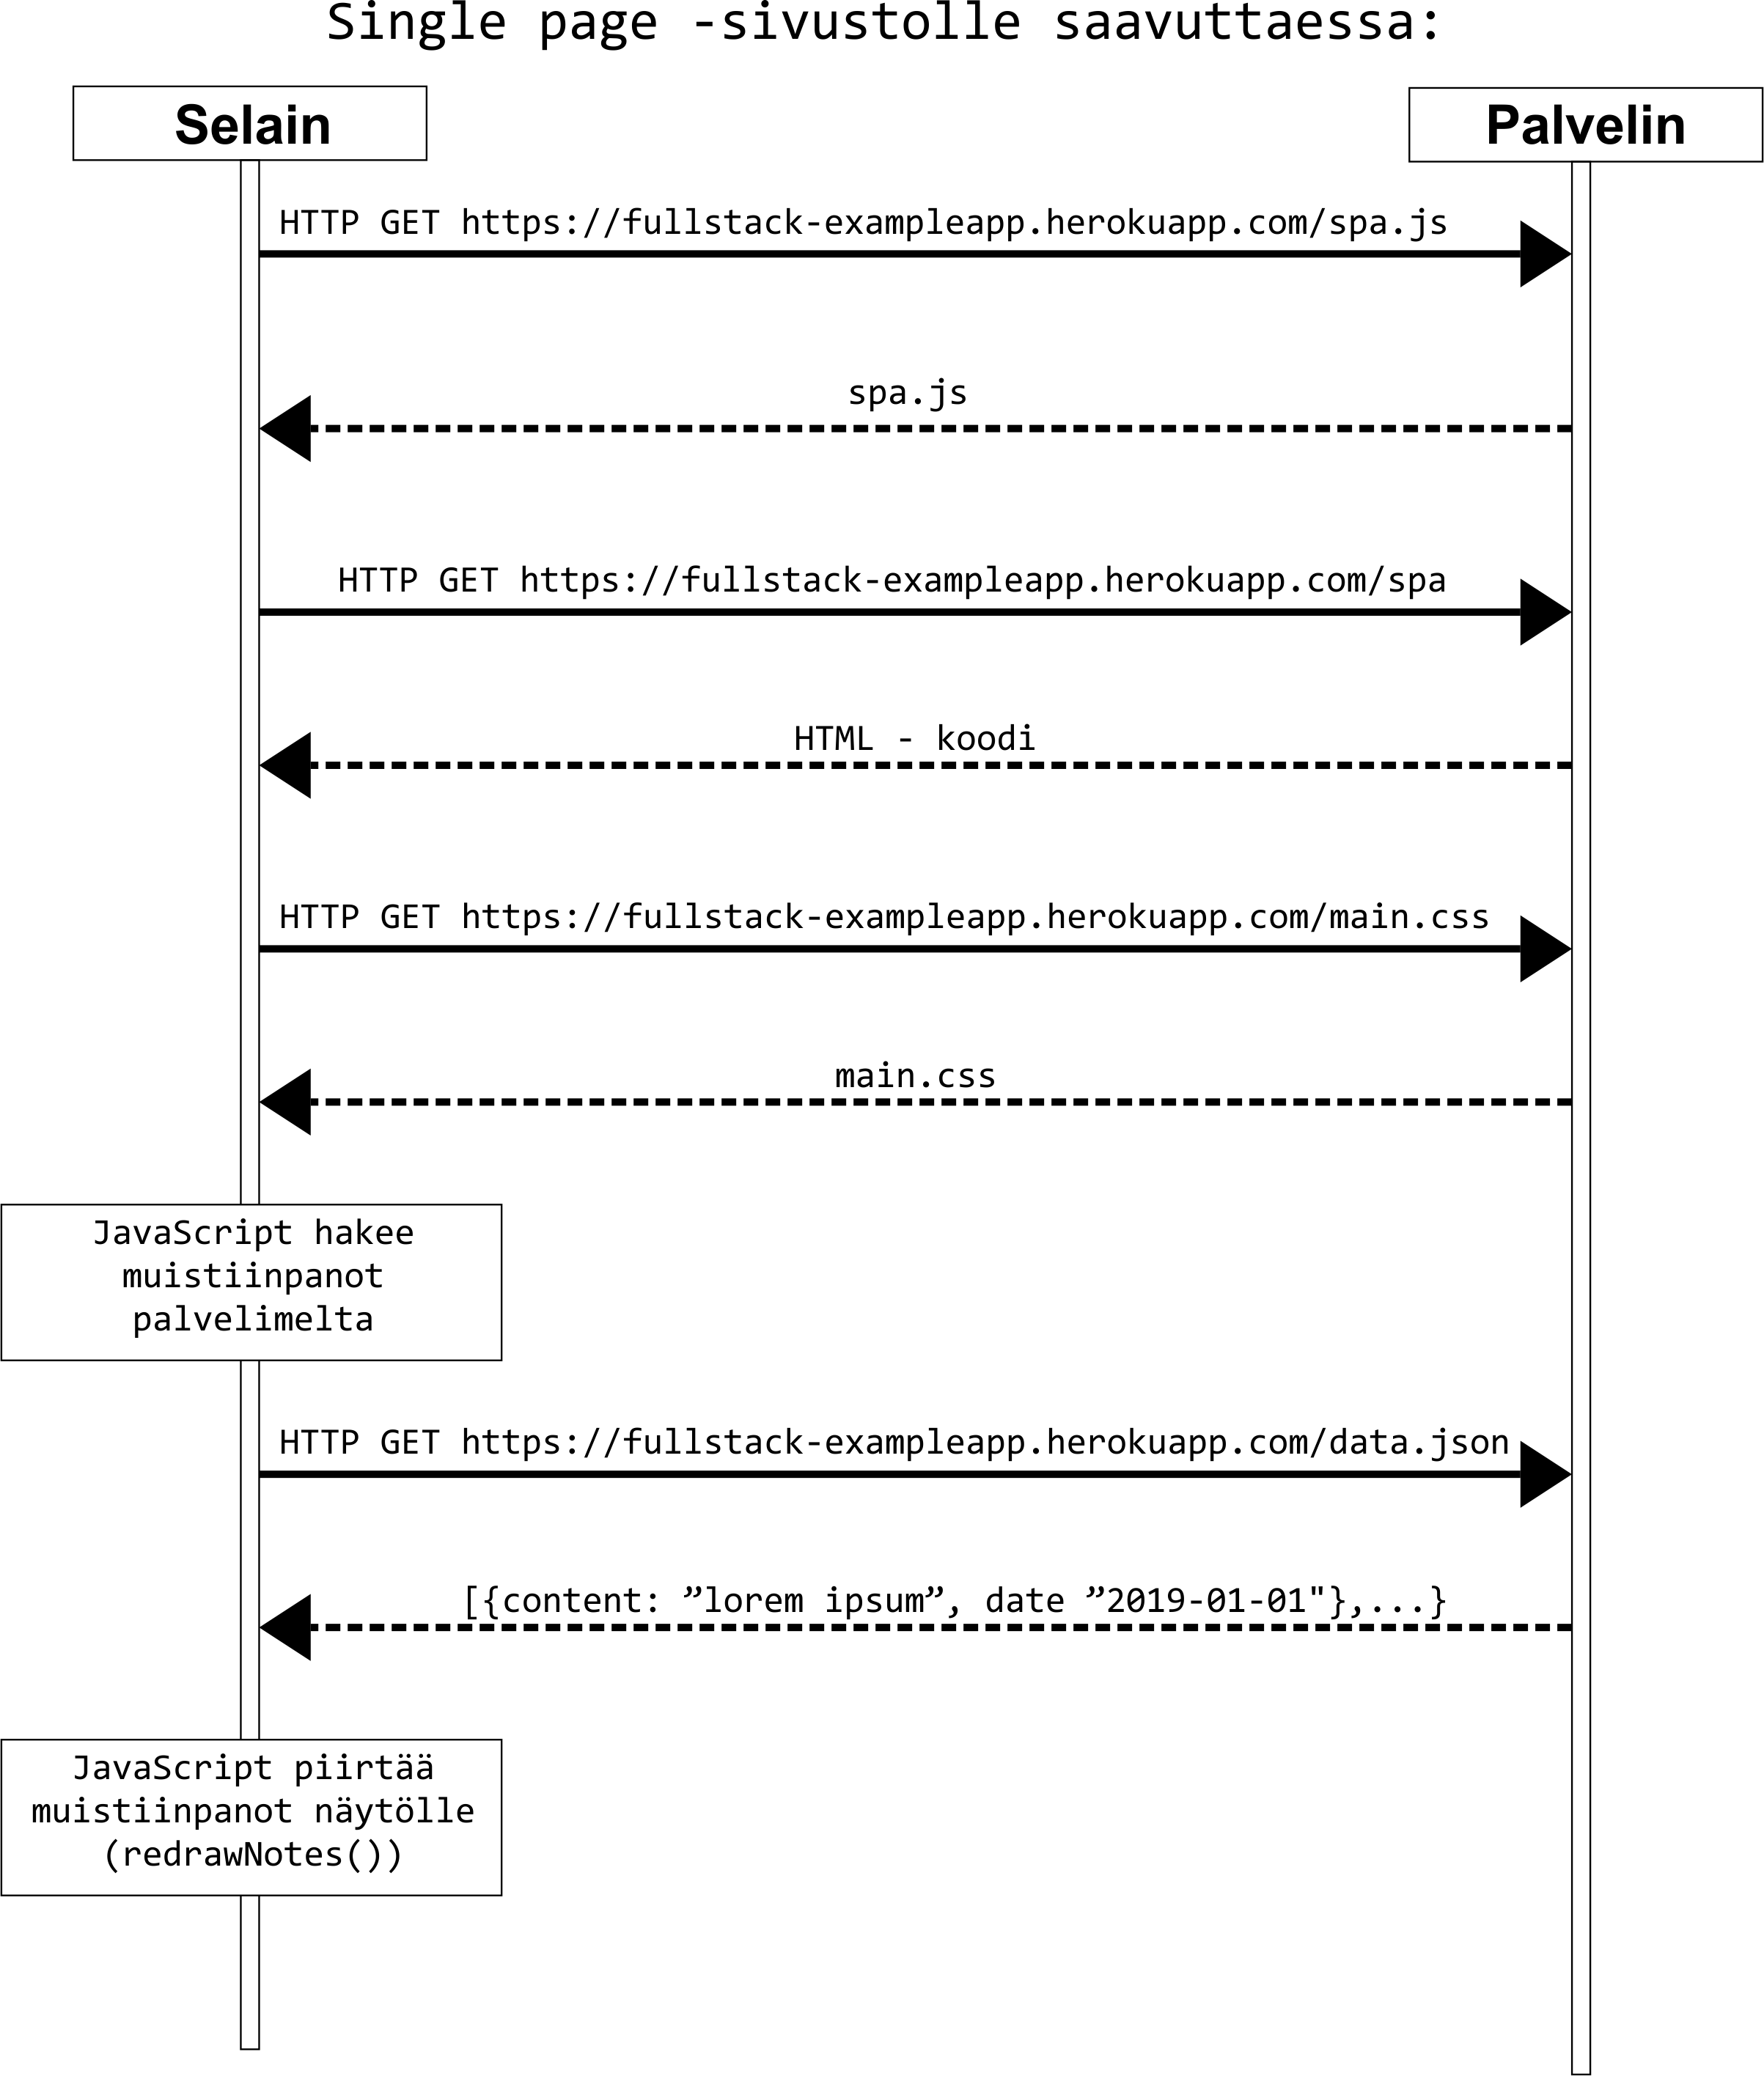 Single page -sivustolle saavuttaessa:
Selain
Palvelin
HTTP GET https://fullstack-exampleapp.herokuapp.com/spa.js
spa.js
HTTP GET https://fullstack-exampleapp.herokuapp.com/spa
HTML - koodi
HTTP GET https://fullstack-exampleapp.herokuapp.com/main.css
main.css
JavaScript hakee
muistiinpanot
palvelimelta
HTTP GET https://fullstack-exampleapp.herokuapp.com/data.json
[{content: ”lorem ipsum”, date ”2019-01-01"},...}
JavaScript piirtää
muistiinpanot näytölle
(redrawNotes())